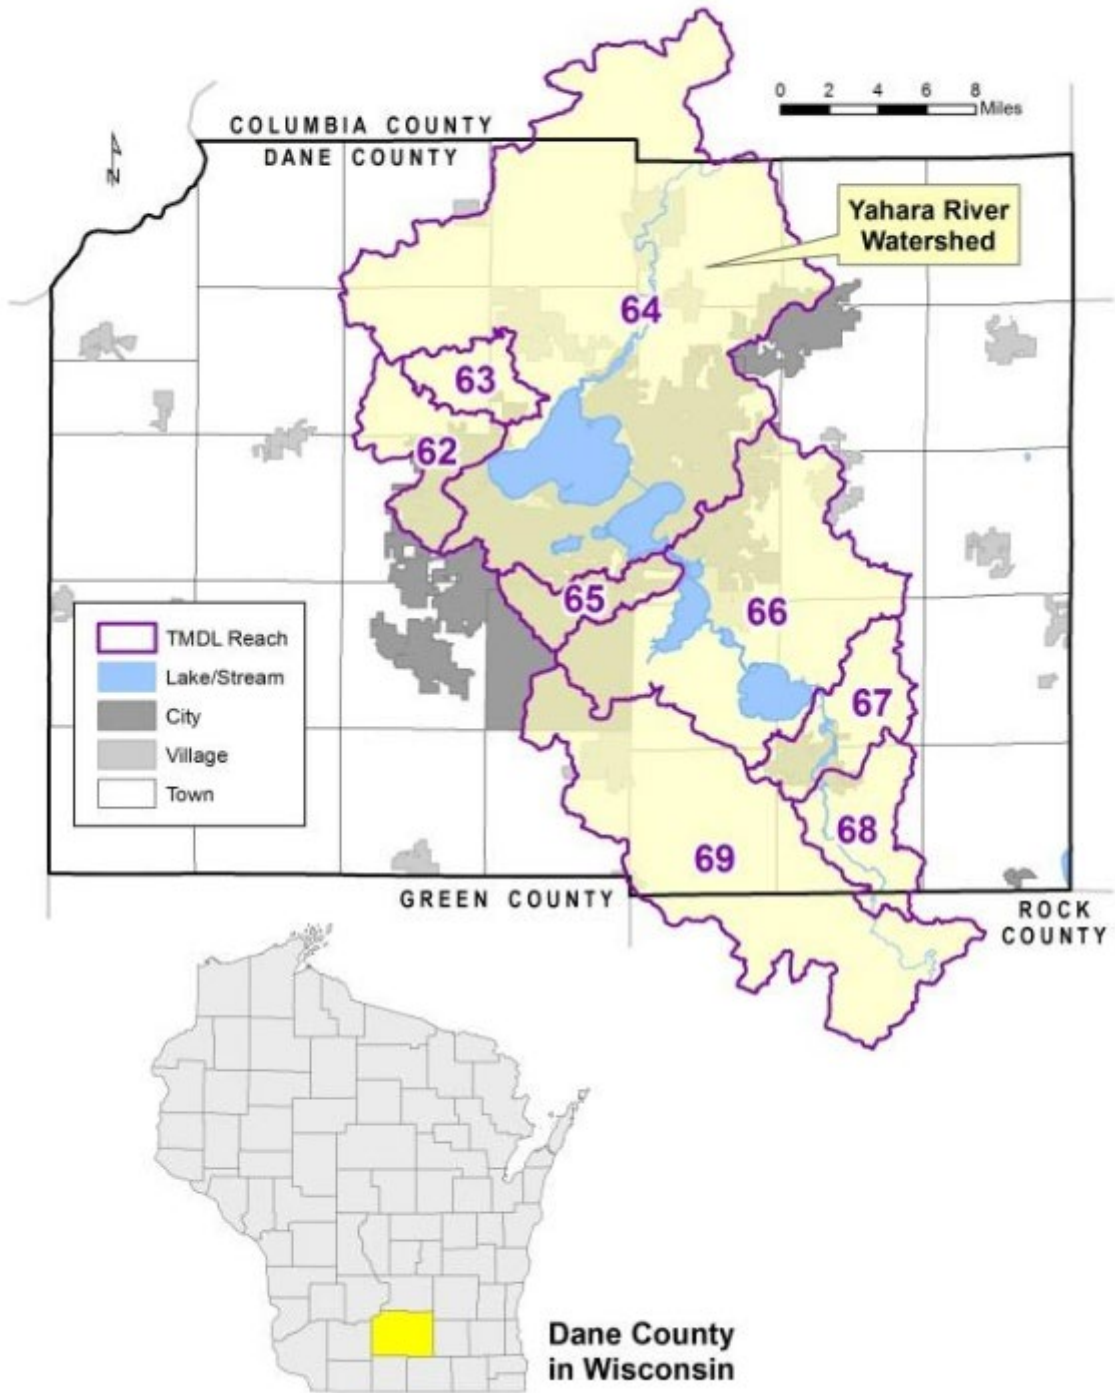 0 2 4 6 8
Miles
COLUMBIA COUNTY
DANE COUNTY
N
Yahara River
Watershed
64
63
62
65
66
67
68
69
TMDL Reach
Lake/Stream
City
Village
Town
GREEN COUNTY
ROCK
COUNTY
Dane County
in Wisconsin